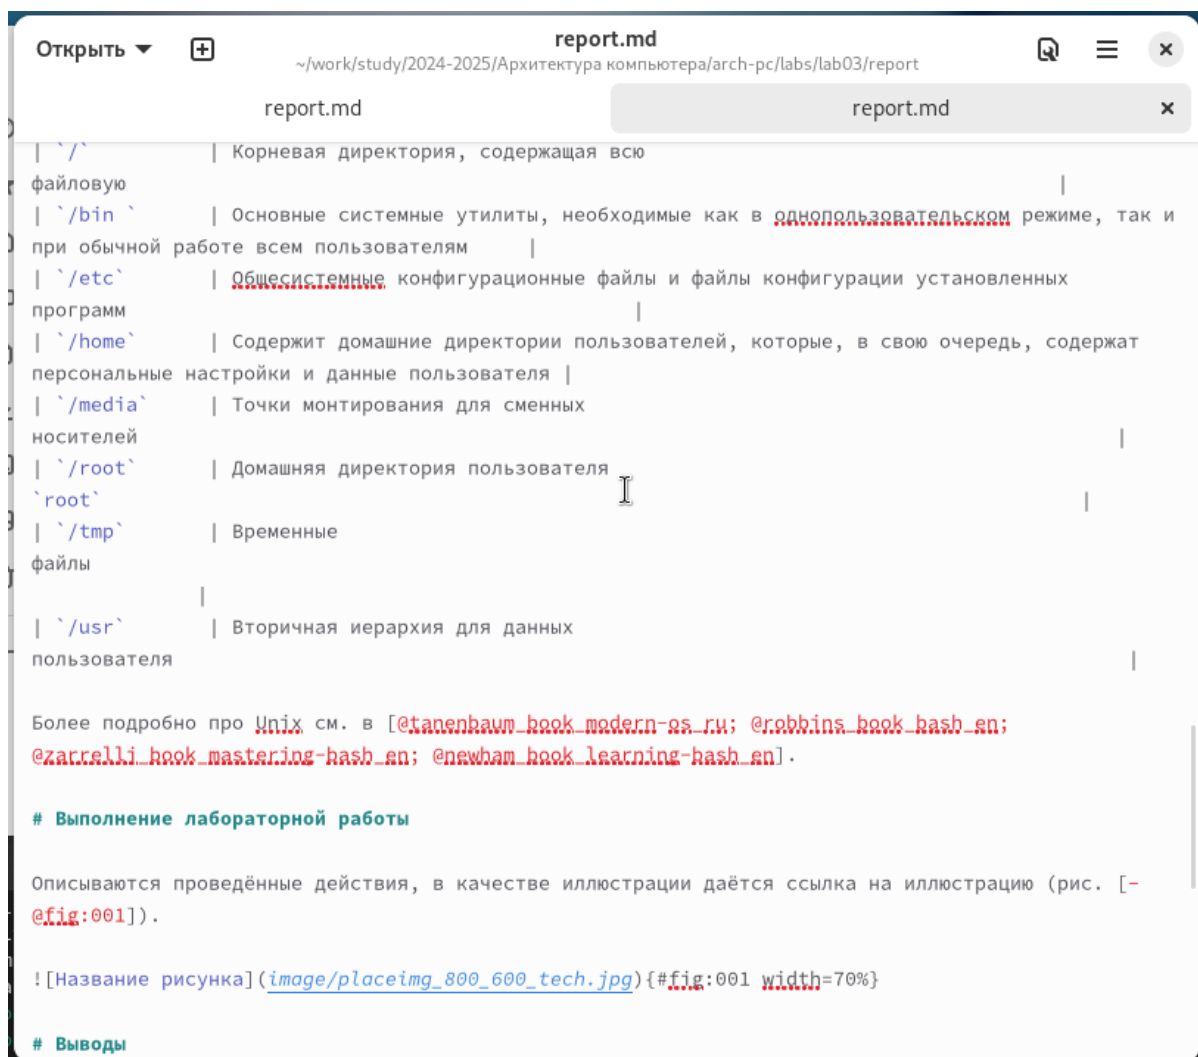 Открыть
report.md
~/work/study/2024-2025/Архитектура компьютера/arch-pc/labs/lab03/report
report.md report.md
| `/` | Корневая директория, содержащая всю
файловую |
| `/bin ` | Основные системные утилиты, необходимые как в однопользовательском режиме, так и
при обычной работе всем пользователям |
| `/etc` | Общесистемные конфигурационные файлы и файлы конфигурации установленных
программ |
| `/home` | Содержит домашние директории пользователей, которые, в свою очередь, содержат
персональные настройки и данные пользователя |
| `/media` | Точки монтирования для сменных
носителей |
| `/root` | Домашняя директория пользователя
`root` |
| `/tmp` | Временные
файлы
|
| `/usr` | Вторичная иерархия для данных
пользователя |
Более подробно про Unix см. в [@tanenbaum_book_modern-os_ru; @robbins_book_bash_en;
@zarrelli_book_mastering-bash_en; @newham_book_learning-bash_en].
# Выполнение лабораторной работы
Описываются проведённые действия, в качестве иллюстрации даётся ссылка на иллюстрацию (рис. [-
@fig:001]).
![Название рисунка](image/placeimg_800_600_tech.jpg){#fig:001 width=70%}
# Выводы